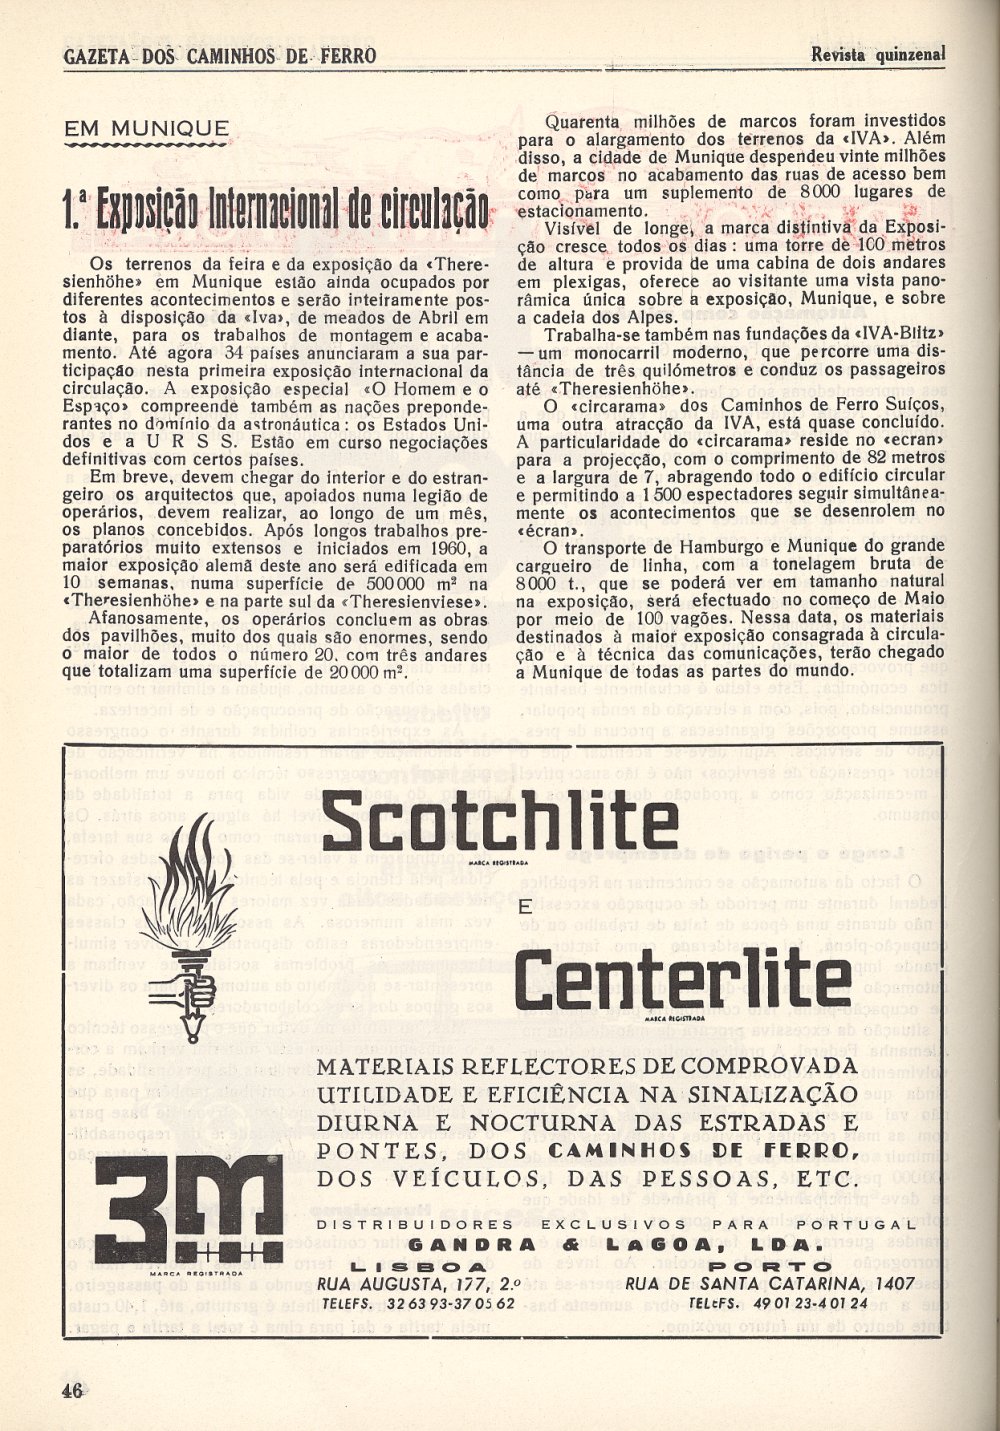 GAZETA DOS CAMINHOS DE FERRO
Revista quinzenal
EM MUNIQUE
1.ª Exposição Internacional de circulação
Os terrenos da feira e da exposição da «There-
sienhöhe» em Munique estão ainda ocupados por
diferentes acontecimentos e serão inteiramente pos-
tos à disposição da «Iva», de meados de Abril em
diante, para os trabalhos de montagem e acaba-
mento. Até agora 34 países anunciaram a sua par-
ticipação nesta primeira exposição internacional da
circulação. A exposição especial «O Homem e o
Espaço» compreende também as nações preponde-
rantes no domínio da astronáutica : os Estados Uni-
dos e a U R S S. Estão em curso negociações
definitivas com certos países.
Em breve, devem chegar do interior e do estran-
geiro os arquitectos que, apoiados numa legião de
operários, devem realizar, ao longo de um mês,
os planos concebidos. Após longos trabalhos pre-
paratórios muito extensos e iniciados em 1960, a
maior exposição alemã deste ano será edificada em
10 semanas, numa superfície de 500 000 m² na
«Theresienhöhe» e na parte sul da «Theresienviese».
Afanosamente, os operários concluem as obras
dos pavilhões, muito dos quais são enormes, sendo
o maior de todos o número 20, com três andares
que totalizam uma superfície de 20 000 m².
Quarenta milhões de marcos foram investidos
para o alargamento dos terrenos da «IVA». Além
disso, a cidade de Munique despendeu vinte milhões
de marcos no acabamento das ruas de acesso bem
como para um suplemento de 8 000 lugares de
estacionamento.
Visível de longe, a marca distintiva da Exposi-
ção cresce todos os dias : uma torre de 100 metros
de altura e provida de uma cabina de dois andares
em plexigas, oferece ao visitante uma vista pano-
râmica única sobre a exposição, Munique, e sobre
a cadeia dos Alpes.
Trabalha-se também nas fundações da «IVA-Blitz»
— um monocarril moderno, que percorre uma dis-
tância de três quilómetros e conduz os passageiros
até «Theresienhöhe».
O «circarama» dos Caminhos de Ferro Suíços,
uma outra atracção da IVA, está quase concluído.
A particularidade do «circarama» reside no «ecran»
para a projecção, com o comprimento de 82 metros
e a largura de 7, abragendo todo o edifício circular
e permitindo a 1 500 espectadores seguir simultânea-
mente os acontecimentos que se desenrolem no
«écran».
O transporte de Hamburgo e Munique do grande
cargueiro de linha, com a tonelagem bruta de
8 000 t., que se poderá ver em tamanho natural
na exposição, será efectuado no começo de Maio
por meio de 100 vagões. Nessa data, os materiais
destinados à maior exposição consagrada à circula-
ção e à técnica das comunicações, terão chegado
a Munique de todas as partes do mundo.
Scotchlite
MARCA REGISTRADA
E
Centerlite
MARCA REGISTRADA
MATERIAIS REFLECTORES DE COMPROVADA
UTILIDADE E EFICIÊNCIA NA SINALIZAÇÃO
DIURNA E NOCTURNA DAS ESTRADAS E
PONTES, DOS CAMINHOS DE FERRO,
DOS VEÍCULOS, DAS PESSOAS, ETC.
3M
MARCA REGISTRADA
DISTRIBUIDORES EXCLUSIVOS PARA PORTUGAL
GANDRA & LAGOA, LDA.
LISBOA
RUA AUGUSTA, 177, 2.º
TELEFS. 32 63 93-37 05 62
PORTO
RUA DE SANTA CATARINA, 1407
TELEFS. 49 01 23-4 01 24
46